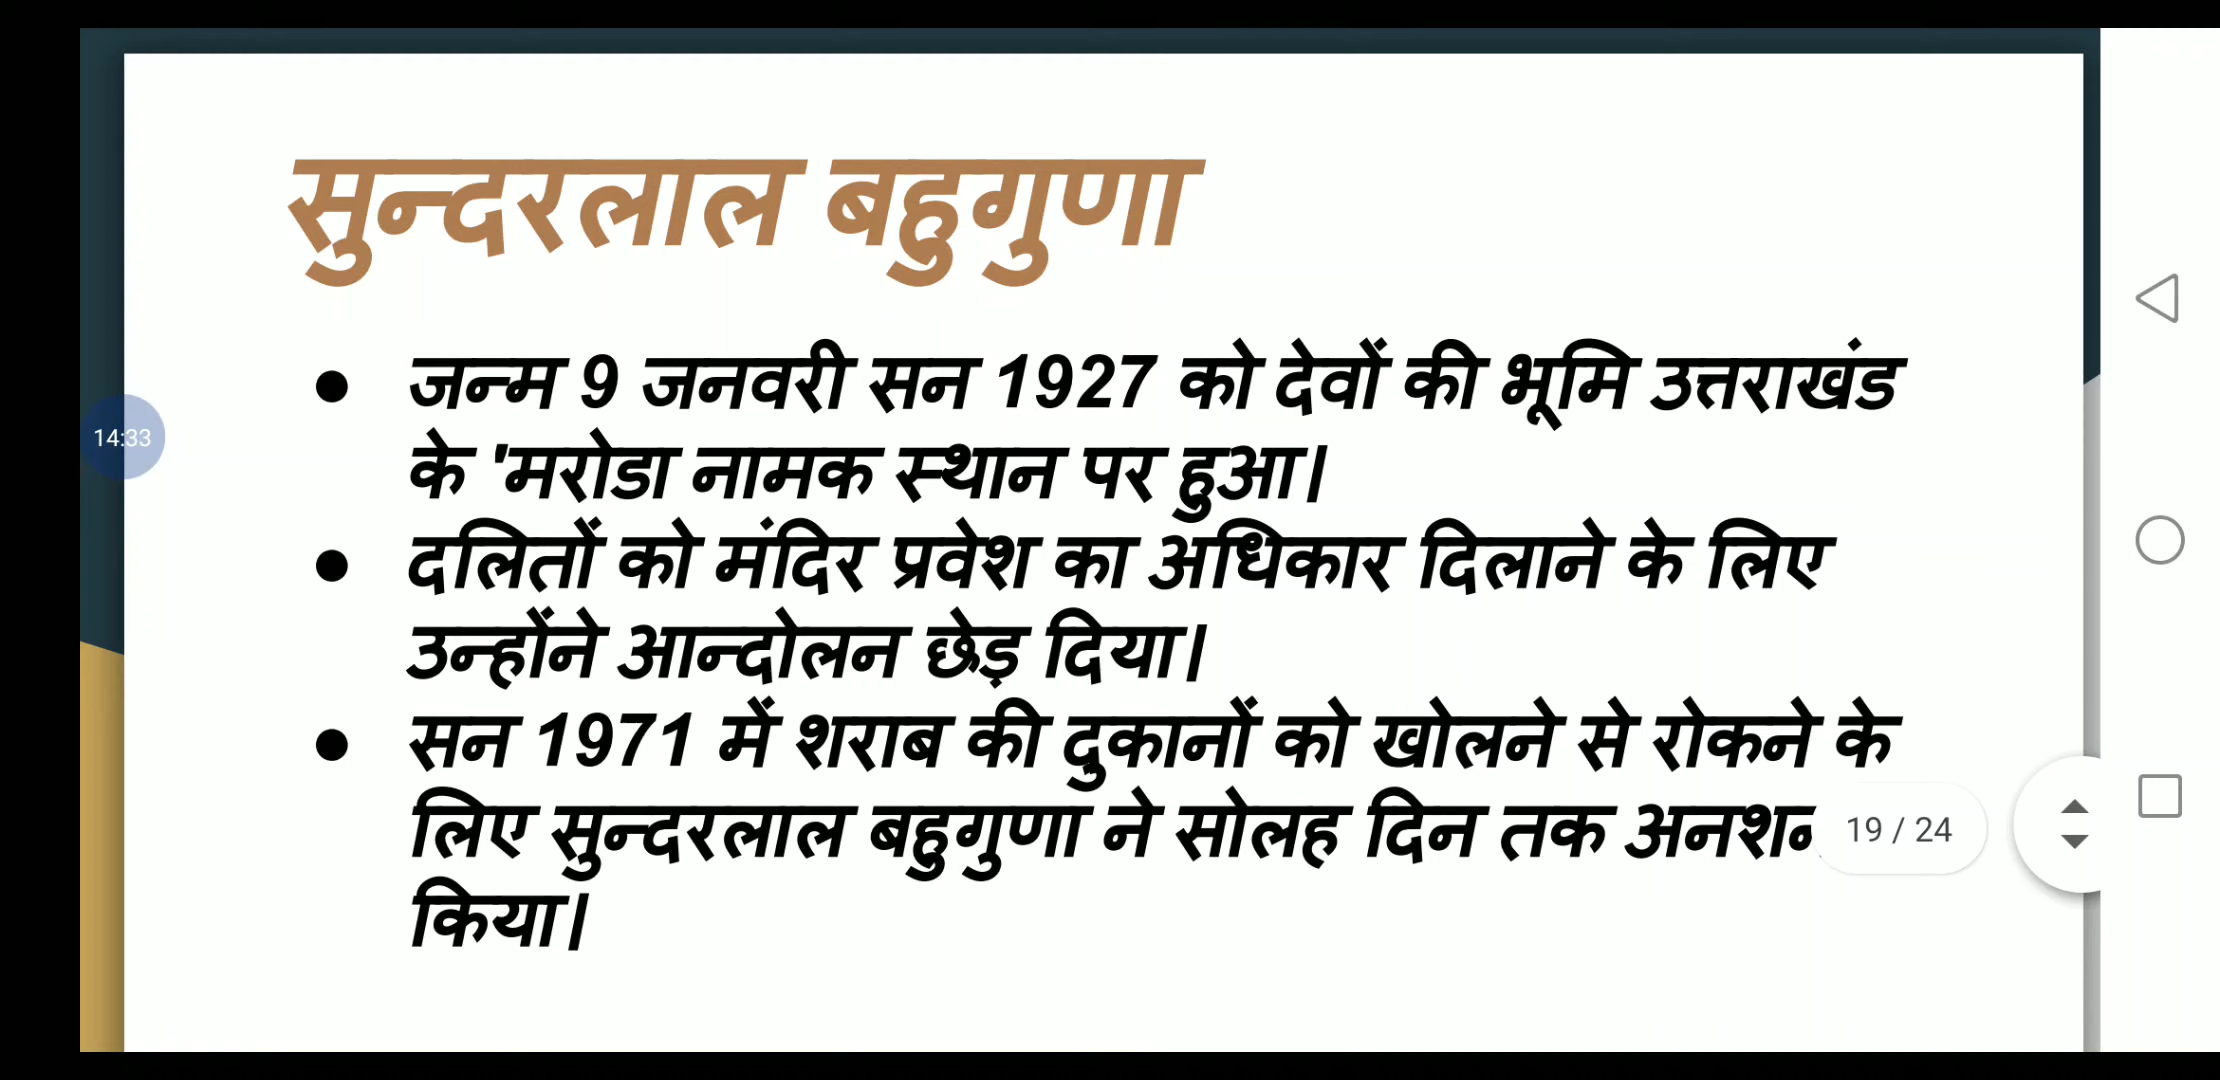 सुन्दरलाल बहुगुणा
● जन्म 9 जनवरी सन 1927 को देवों की भूमि उत्तराखंड
के 'मरोडा नामक स्थान पर हुआ।
● दलितों को मंदिर प्रवेश का अधिकार दिलाने के लिए
उन्होंने आन्दोलन छेड़ दिया।
● सन 1971 में शराब की दुकानों को खोलने से रोकने के
लिए सुन्दरलाल बहुगुणा ने सोलह दिन तक अनशन
किया।
14:33
19 / 24